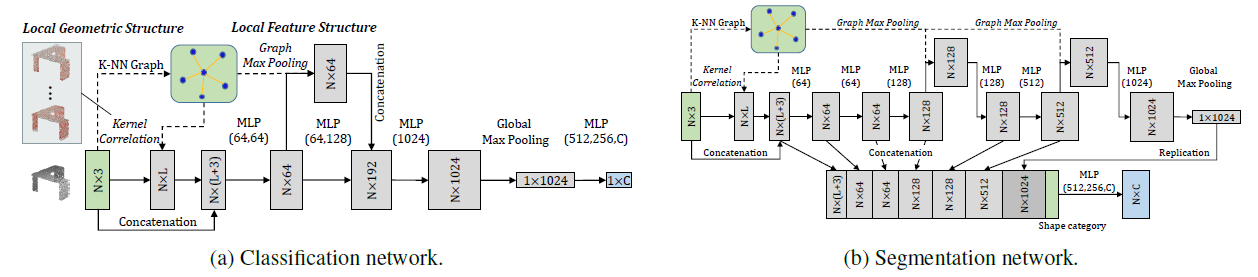 Local Geometric Structure
Local Feature Structure
K-NN Graph
Graph
Max Pooling
N×64
Concatenation
Kernel
Correlation
MLP
(64,64)
MLP
(64,128)
MLP
(1024)
Global
Max Pooling
MLP
(512,256,C)
N×3
N×L
N×(L+3)
N×64
N×192
N×1024
1×1024
1×C
Concatenation
(a) Classification network.
K-NN Graph
Graph Max Pooling
Graph Max Pooling
Kernel
Correlation
MLP
(64)
MLP
(64)
MLP
(128)
N×128
MLP
(128)
MLP
(512)
N×512
MLP
(1024)
Global
Max Pooling
N×3
N×L
N×(L+3)
N×64
N×64
N×128
N×128
N×512
N×1024
1×1024
Concatenation
Concatenation
Replication
N×(L+3)
N×64
N×64
N×128
N×128
N×512
N×1024
MLP
(512,256,C)
N×C
Shape category
(b) Segmentation network.